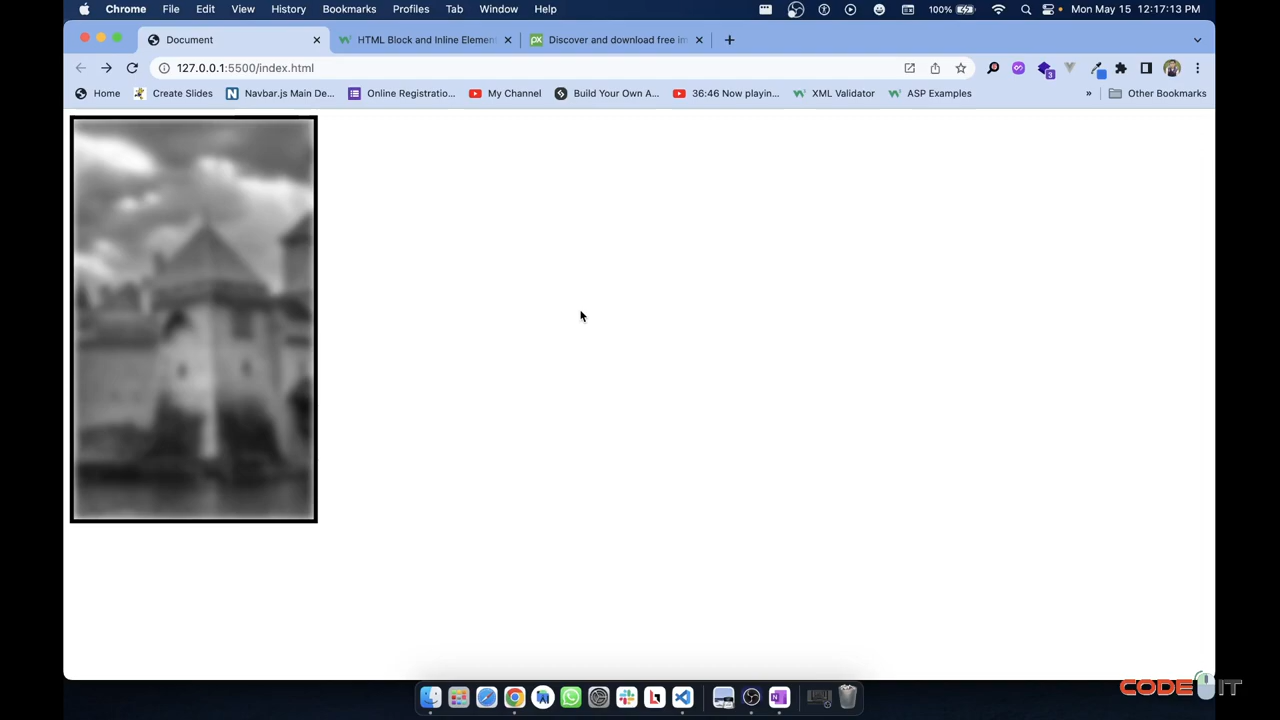 Chrome File Edit View History Bookmarks Profiles Tab Window Help 100% Mon May 15 12:17:13 PM
Document HTML Block and Inline Elemen Discover and download free im
127.0.0.1:5500/index.html 3
Home Create Slides Navbar.js Main De... Online Registratio... My Channel Build Your Own A... 36:46 Now playin... XML Validator ASP Examples » Other Bookmarks
CODE IT